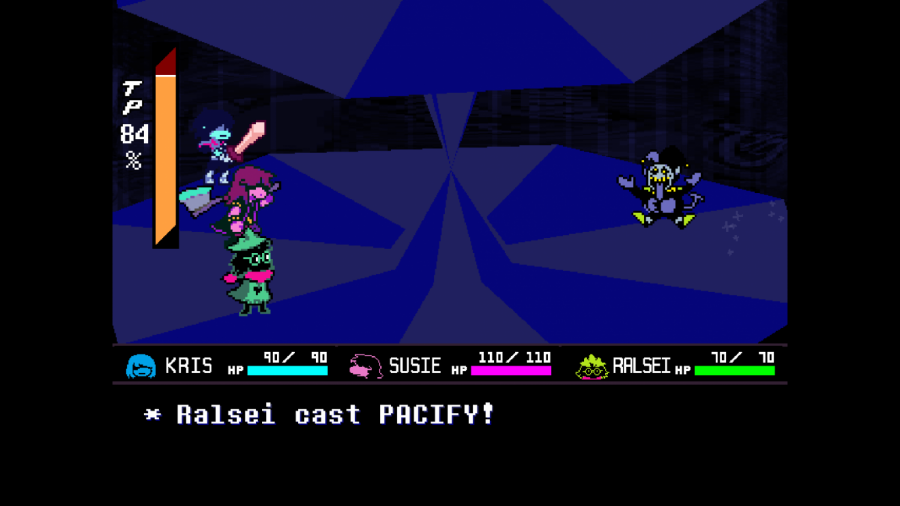 TP
84
%
KRIS HP 90/ 90 SUSIE HP 110/ 110 RALSEI HP 70/ 70
* Ralsei cast PACIFY!